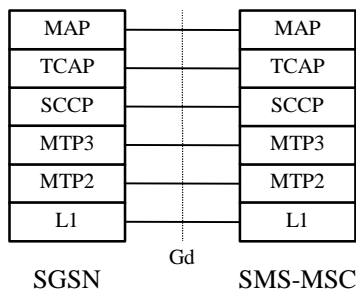 MAP MAP
TCAP TCAP
SCCP SCCP
MTP3 MTP3
MTP2 MTP2
L1 L1
Gd
SGSN SMS-MSC